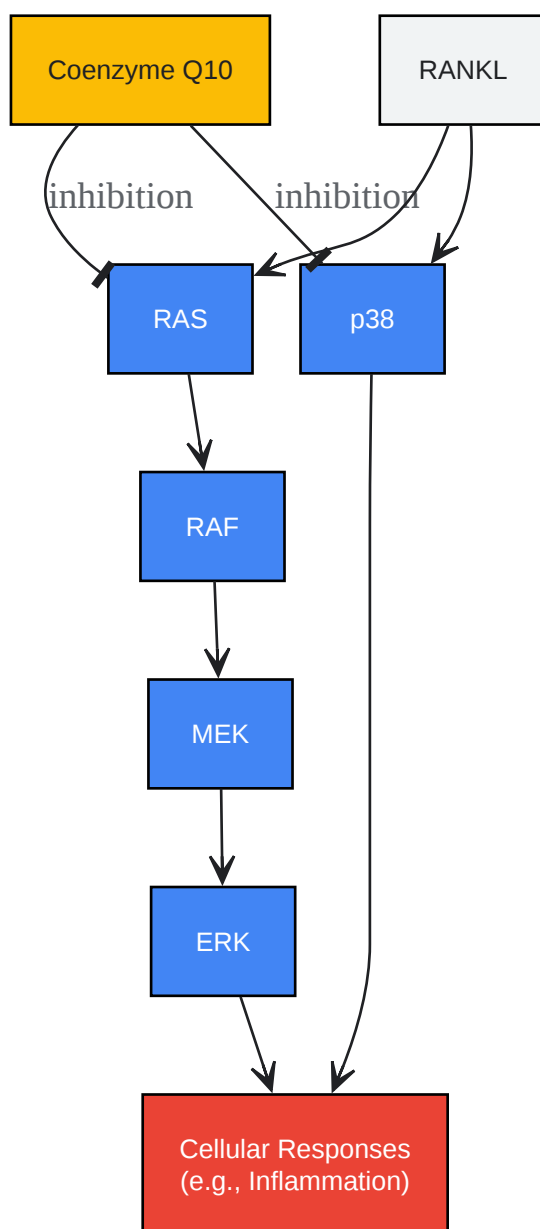 Coenzyme Q10
RANKL
inhibition
inhibition
RAS
p38
RAF
MEK
ERK
Cellular Responses
(e.g., Inflammation)